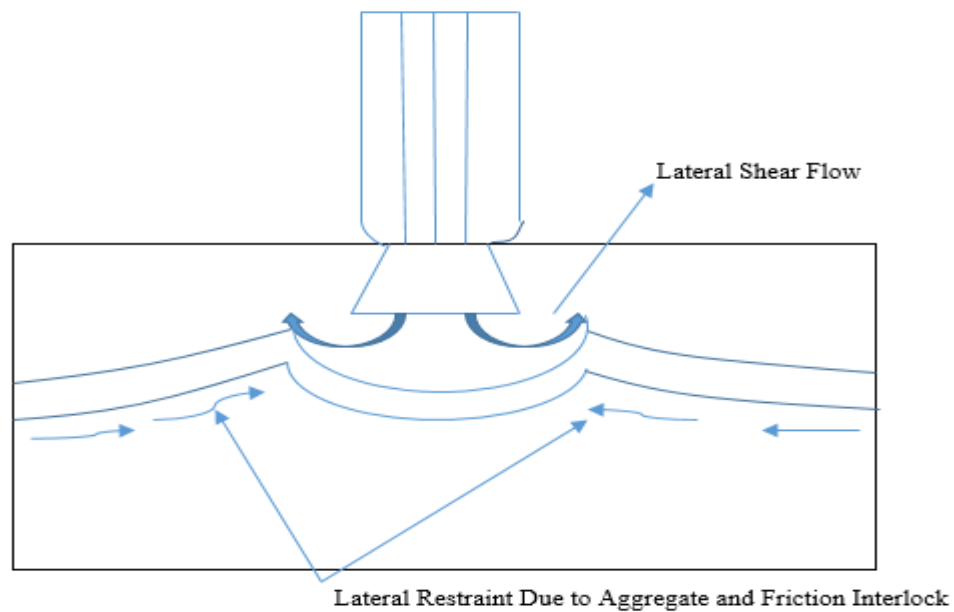 Lateral Shear Flow
Lateral Restraint Due to Aggregate and Friction Interlock